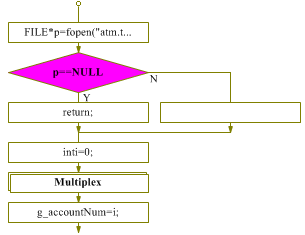 FILE*p=fopen("atm.t...
p==NULL
N
Y
return;
inti=0;
Multiplex
g_accountNum=i;